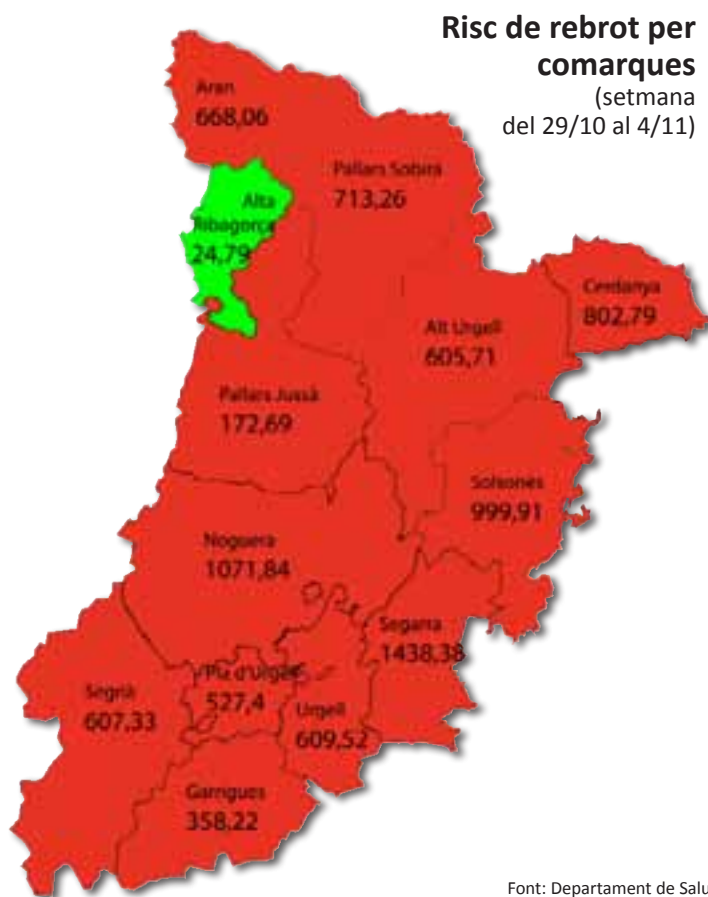 Risc de rebrot per
comarques
(setmana
del 29/10 al 4/11)
Aran
668,06
Pallars Sobirà
713,26
Alta
Ribagorça
24,79
Cerdanya
802,79
Alt Urgell
605,71
Pallars Jussà
172,69
Solsonès
999,91
Noguera
1071,84
Segarra
1438,38
Pla d'Urgell
527,4
Segrià
607,33
Urgell
609,52
Garrigues
358,22
Font: Departament de Salu